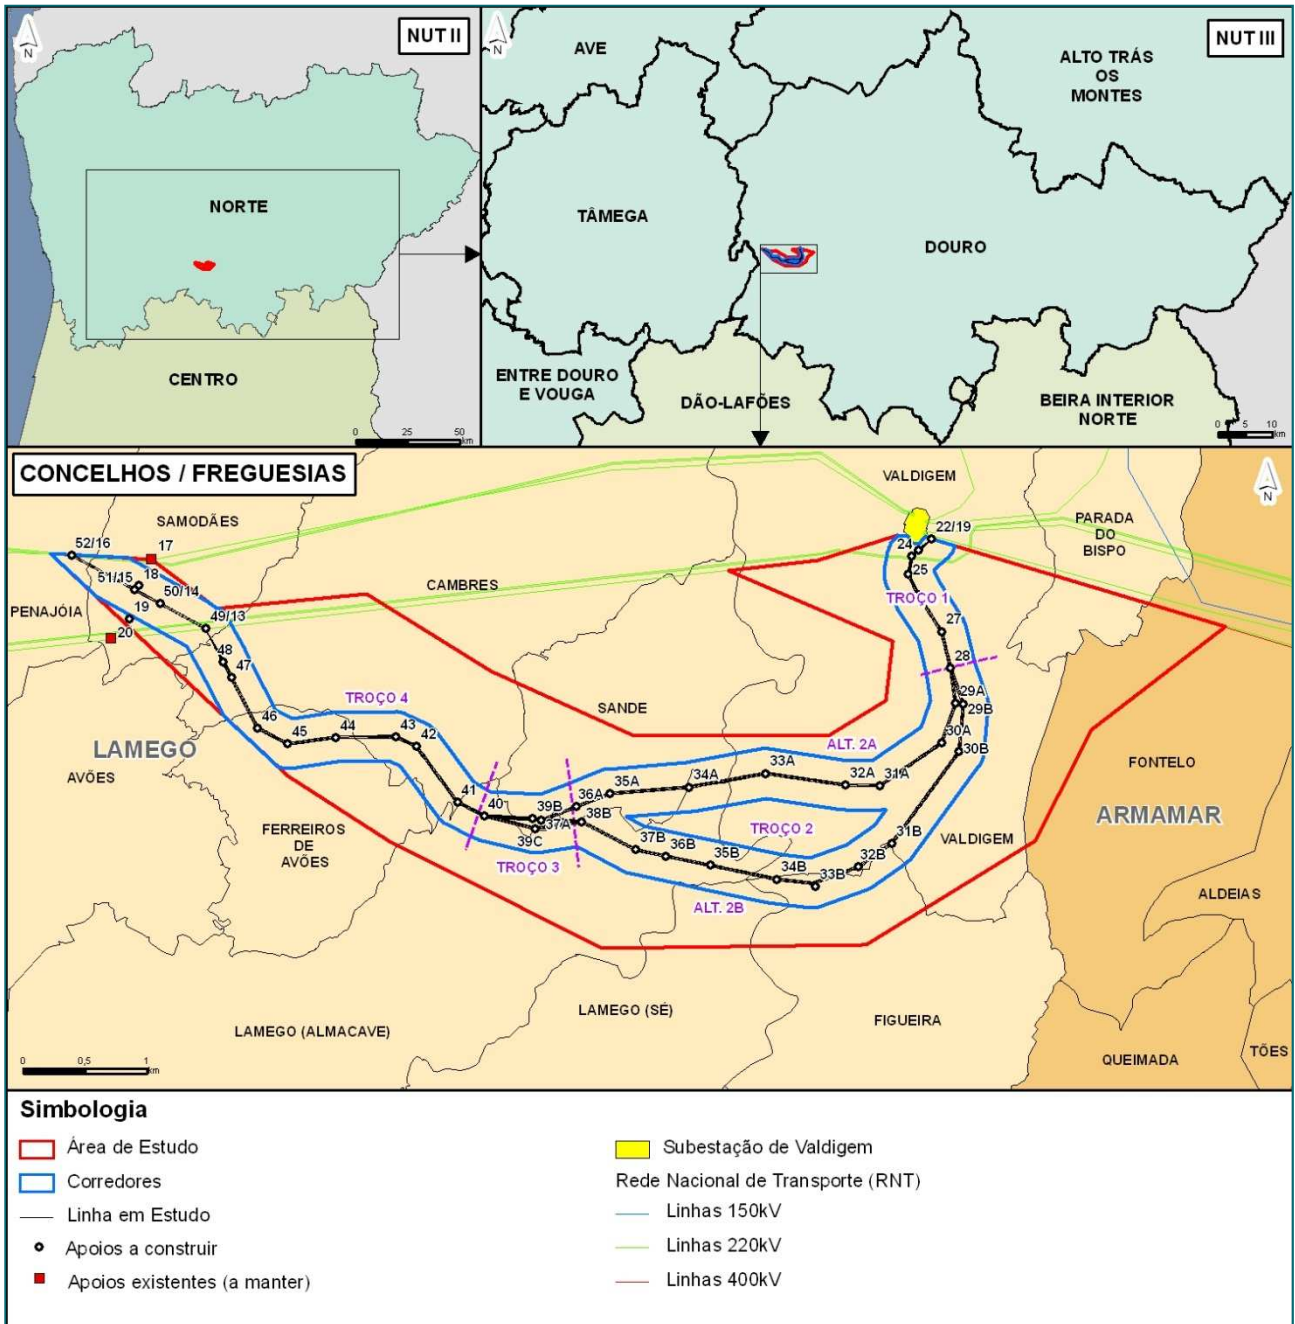 N
NUT II
NORTE
CENTRO
0 25 50
km
N
NUT III
AVE
ALTO TRÁS
OS
MONTES
TÂMEGA
DOURO
ENTRE DOURO
E VOUGA
DÃO-LAFÕES
BEIRA INTERIOR
NORTE
0 5 10
km
CONCELHOS / FREGUESIAS
N
VALDIGEM
SAMODÃES
PARADA
DO
BISPO
52/16
17
22/19
24
25
51/15
18
50/14
CAMBRES
PENAJÓIA
19
49/13
20
TROÇO 1
27
28
48
47
29A
29B
TROÇO 4
SANDE
46
45
44
43
42
30A
30B
ALT. 2A
LAMEGO
AVÕES
33A
34A
35A
32A
31A
FONTELO
41
40
39B
36A
37A
38B
39C
ARMAMAR
FERREIROS
DE
AVÕES
TROÇO 2
31B
VALDIGEM
TROÇO 3
37B
36B
35B
32B
34B
33B
ALT. 2B
ALDEIAS
LAMEGO (ALMACAVE)
LAMEGO (SÉ)
FIGUEIRA
QUEIMADA
TÕES
0 0,5 1
km
Simbologia
Área de Estudo
Corredores
Linha em Estudo
Apoios a construir
Apoios existentes (a manter)
Subestação de Valdigem
Rede Nacional de Transporte (RNT)
Linhas 150kV
Linhas 220kV
Linhas 400kV